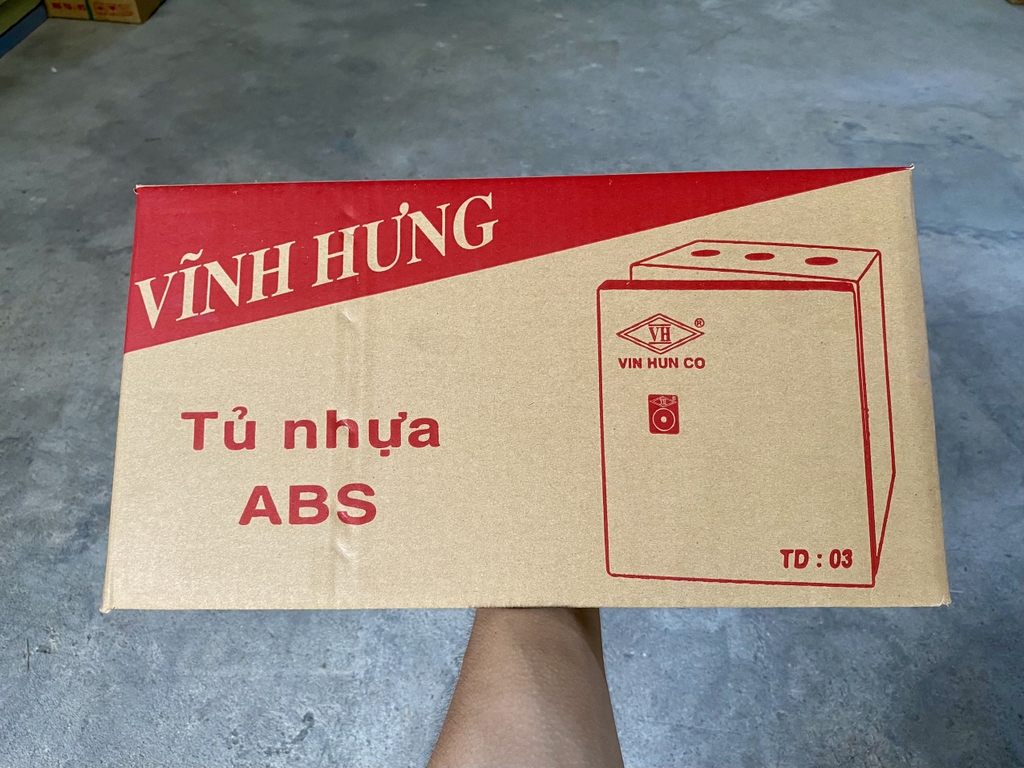 VĨNH HƯNG
VH ®
VIN HUN CO
Tủ nhựa
ABS
TD : 03